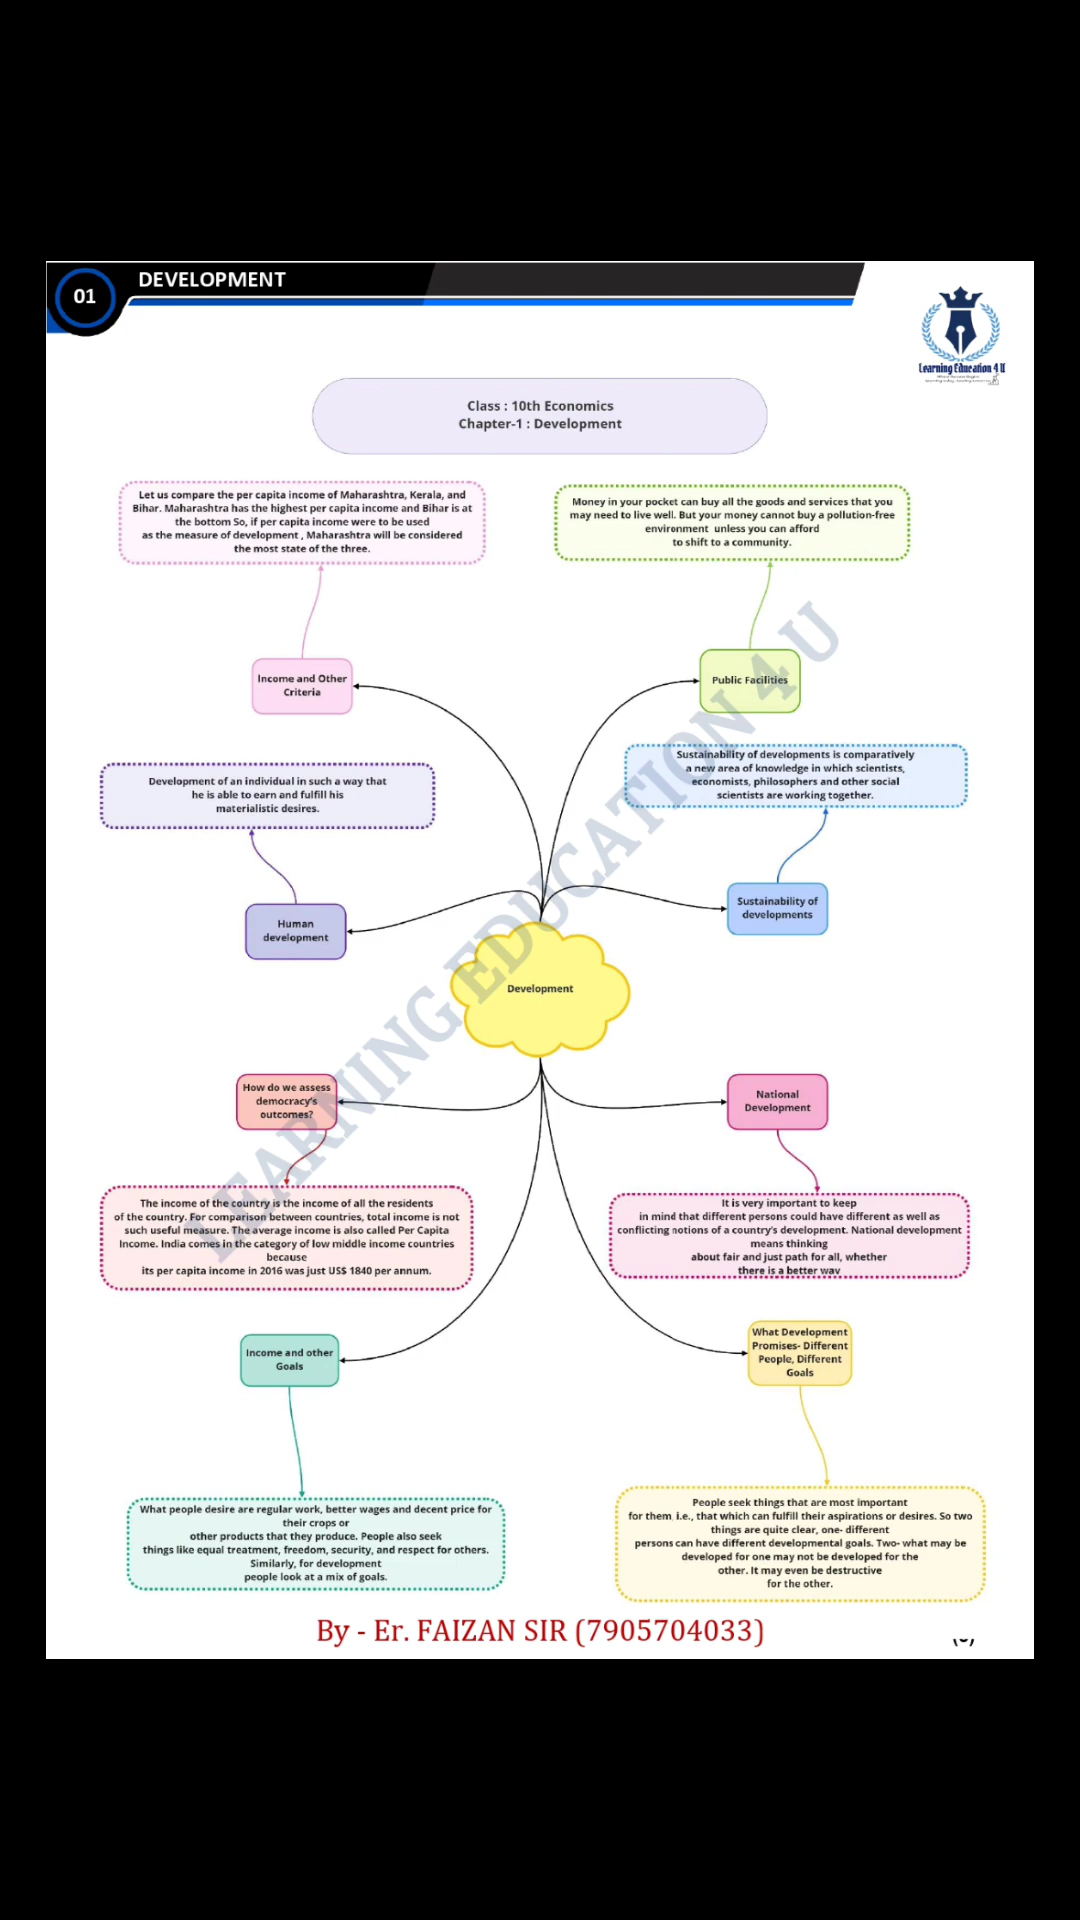 01
DEVELOPMENT
Learning Education 4 U
Class : 10th Economics
Chapter-1 : Development
Let us compare the per capita income of Maharashtra, Kerala, and
Bihar. Maharashtra has the highest per capita income and Bihar is at
the bottom So, if per capita income were to be used
as the measure of development , Maharashtra will be considered
the most state of the three.
Money in your pocket can buy all the goods and services that you
may need to live well. But your money cannot buy a pollution-free
environment unless you can afford
to shift to a community.
Income and Other
Criteria
Public Facilities
Development of an individual in such a way that
he is able to earn and fulfill his
materialistic desires.
Sustainability of developments is comparatively
a new area of knowledge in which scientists,
economists, philosophers and other social
scientists are working together.
Human
development
Sustainability of
developments
Development
How do we assess
democracy's
outcomes?
National
Development
The income of the country is the income of all the residents
of the country. For comparison between countries, total income is not
such useful measure. The average income is also called Per Capita
Income. India comes in the category of low middle income countries
because
its per capita income in 2016 was just US$ 1840 per annum.
It is very important to keep
in mind that different persons could have different as well as
conflicting notions of a country's development. National development
means thinking
about fair and just path for all, whether
there is a better way
Income and other
Goals
What Development
Promises- Different
People, Different
Goals
What people desire are regular work, better wages and decent price for
their crops or
other products that they produce. People also seek
things like equal treatment, freedom, security, and respect for others.
Similarly, for development
people look at a mix of goals.
People seek things that are most important
for them, i.e., that which can fulfill their aspirations or desires. So two
things are quite clear, one- different
persons can have different developmental goals. Two- what may be
developed for one may not be developed for the
other. It may even be destructive
for the other.
LEARNING EDUCATION 4 U
By - Er. FAIZAN SIR (7905704033)